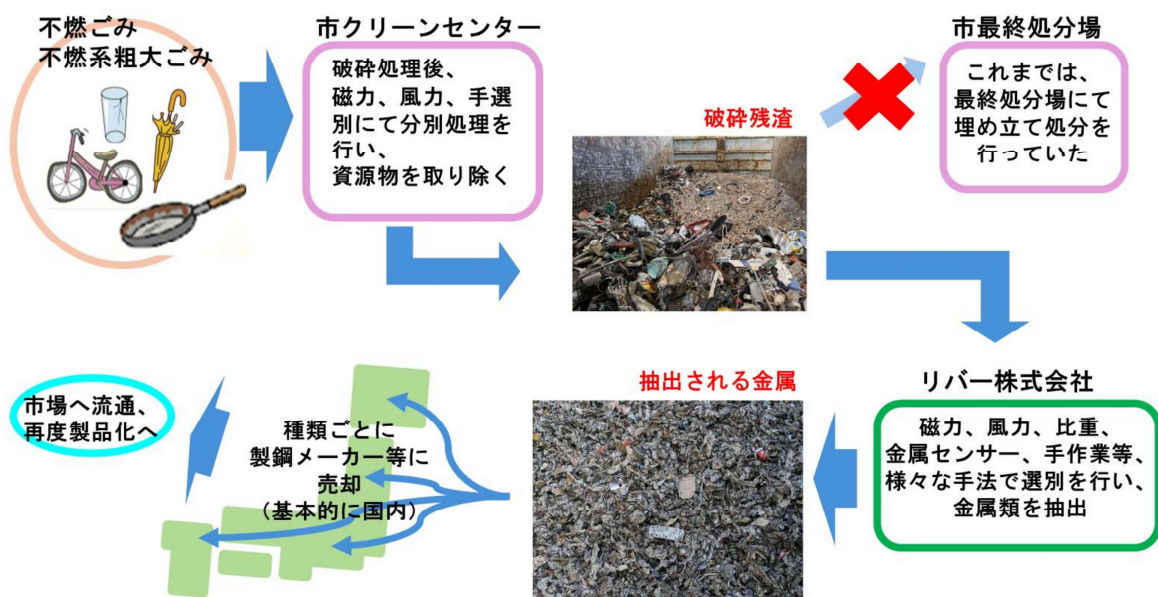 不燃ごみ
不燃系粗大ごみ
市クリーンセンター
破砕処理後、
磁力、風力、手選
別にて分別処理を
行い、
資源物を取り除く
破砕残渣
市最終処分場
これまでは、
最終処分場にて
埋め立て処分を
行っていた
リバー株式会社
磁力、風力、比重、
金属センサー、手作業等、
様々な手法で選別を行い、
金属類を抽出
抽出される金属
種類ごとに
製鋼メーカー等に
売却
（基本的に国内）
市場へ流通、
再度製品化へ